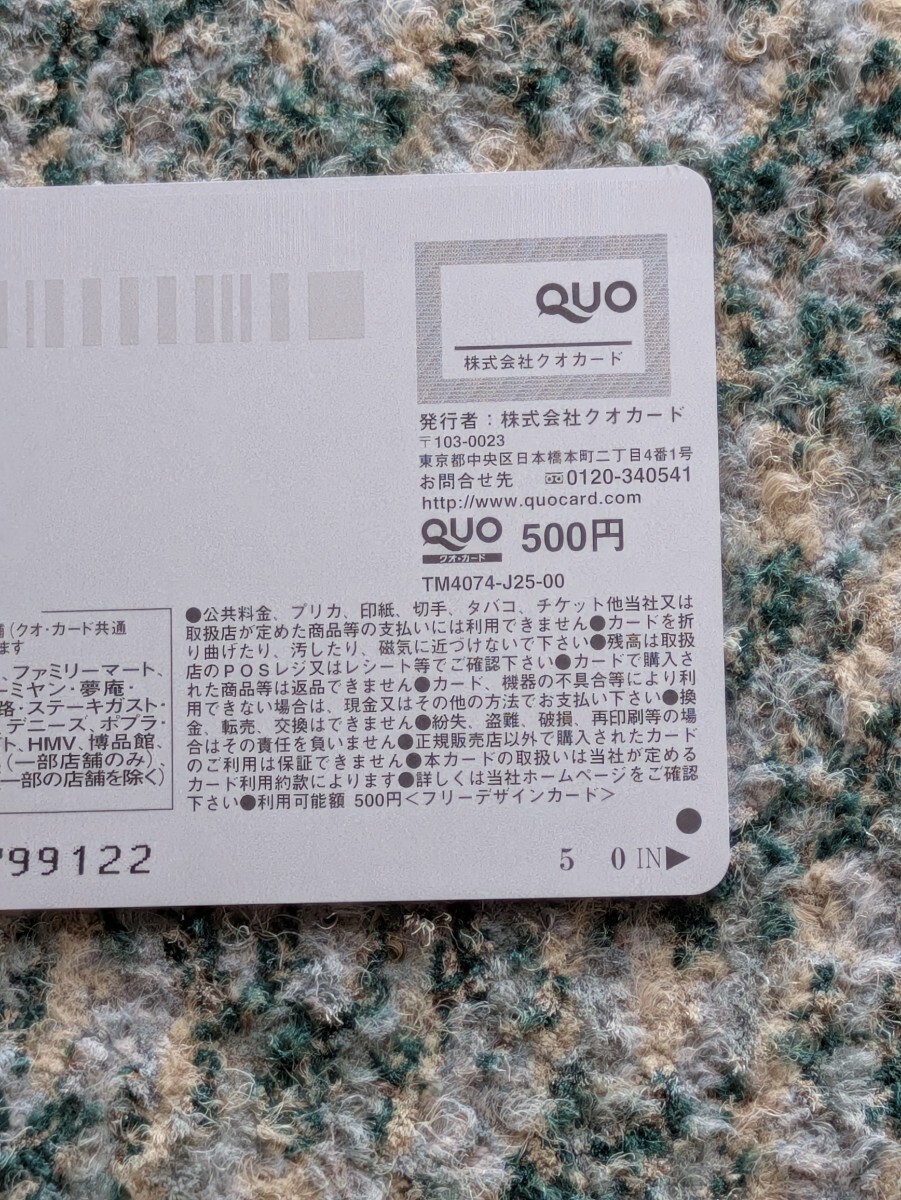 QUO
株式会社クオカード
発行者：株式会社クオカード
〒103-0023
東京都中央区日本橋本町二丁目4番1号
お問合せ先 0120-340541
http://www.quocard.com
QUO 500円
クオ・カード
TM4074-J25-00
(クオ・カード共通
ます
、ファミリーマート、
ーミヤン・夢庵・
路・ステーキガスト・
デニーズ、ポプラ・
ト、HMV、博品館、
(一部店舗のみ)、
一部の店舗を除く)
●公共料金、プリカ、印紙、切手、タバコ、チケット他当社又は
取扱店が定めた商品等の支払いには利用できません●カードを折
り曲げたり、汚したり、磁気に近づけないで下さい●残高は取扱
店のPOSレジ又はレシート等でご確認下さい●カードで購入さ
れた商品等は返品できません●カード、機器の不具合等により利
用できない場合は、現金又はその他の方法でお支払い下さい●換
金、転売、交換はできません●紛失、盗難、破損、再印刷等の場
合はその責任を負いません●正規販売店以外で購入されたカード
のご利用は保証できません●本カードの取扱いは当社が定める
カード利用約款によります●詳しくは当社ホームページをご確認
下さい●利用可能額 500円＜フリーデザインカード＞
●
99122
5 0 IN▶